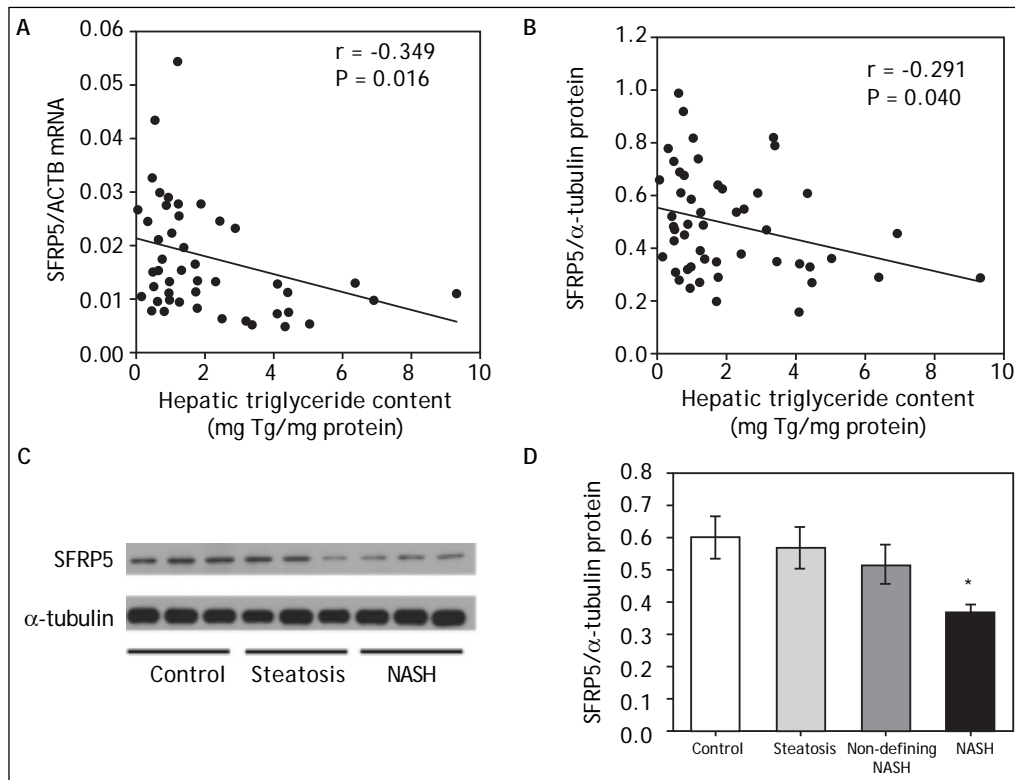 A
0.06
0.05
0.04
0.03
0.02
0.01
0.00
SFRP5/ACTB mRNA
r = -0.349
P = 0.016
0 2 4 6 8 10
Hepatic triglyceride content
(mg Tg/mg protein)
B
1.2
1.0
0.8
0.6
0.4
0.2
0.0
SFRP5/α-tubulin protein
r = -0.291
P = 0.040
0 2 4 6 8 10
Hepatic triglyceride content
(mg Tg/mg protein)
C
SFRP5
α-tubulin
Control Steatosis NASH
D
0.8
0.7
0.6
0.5
0.4
0.3
0.2
0.1
0.0
SFRP5/α-tubulin protein
*
Control Steatosis Non-defining NASH
NASH